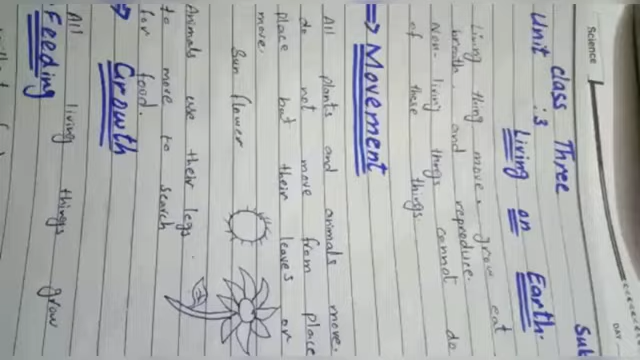 Science
Sub
DAY
Class Three
Unit :3 Living on Earth.
Living thing move, grow eat
breath, and reproduce.
Non-living things cannot do
of these things.
⇒ Movement
All plants and animals move.
do not move from place
place but their leaves or
move.
Sun flower
Animals use their legs
to move to search
for food.
⇒ Growth
All living things grow
Feeding